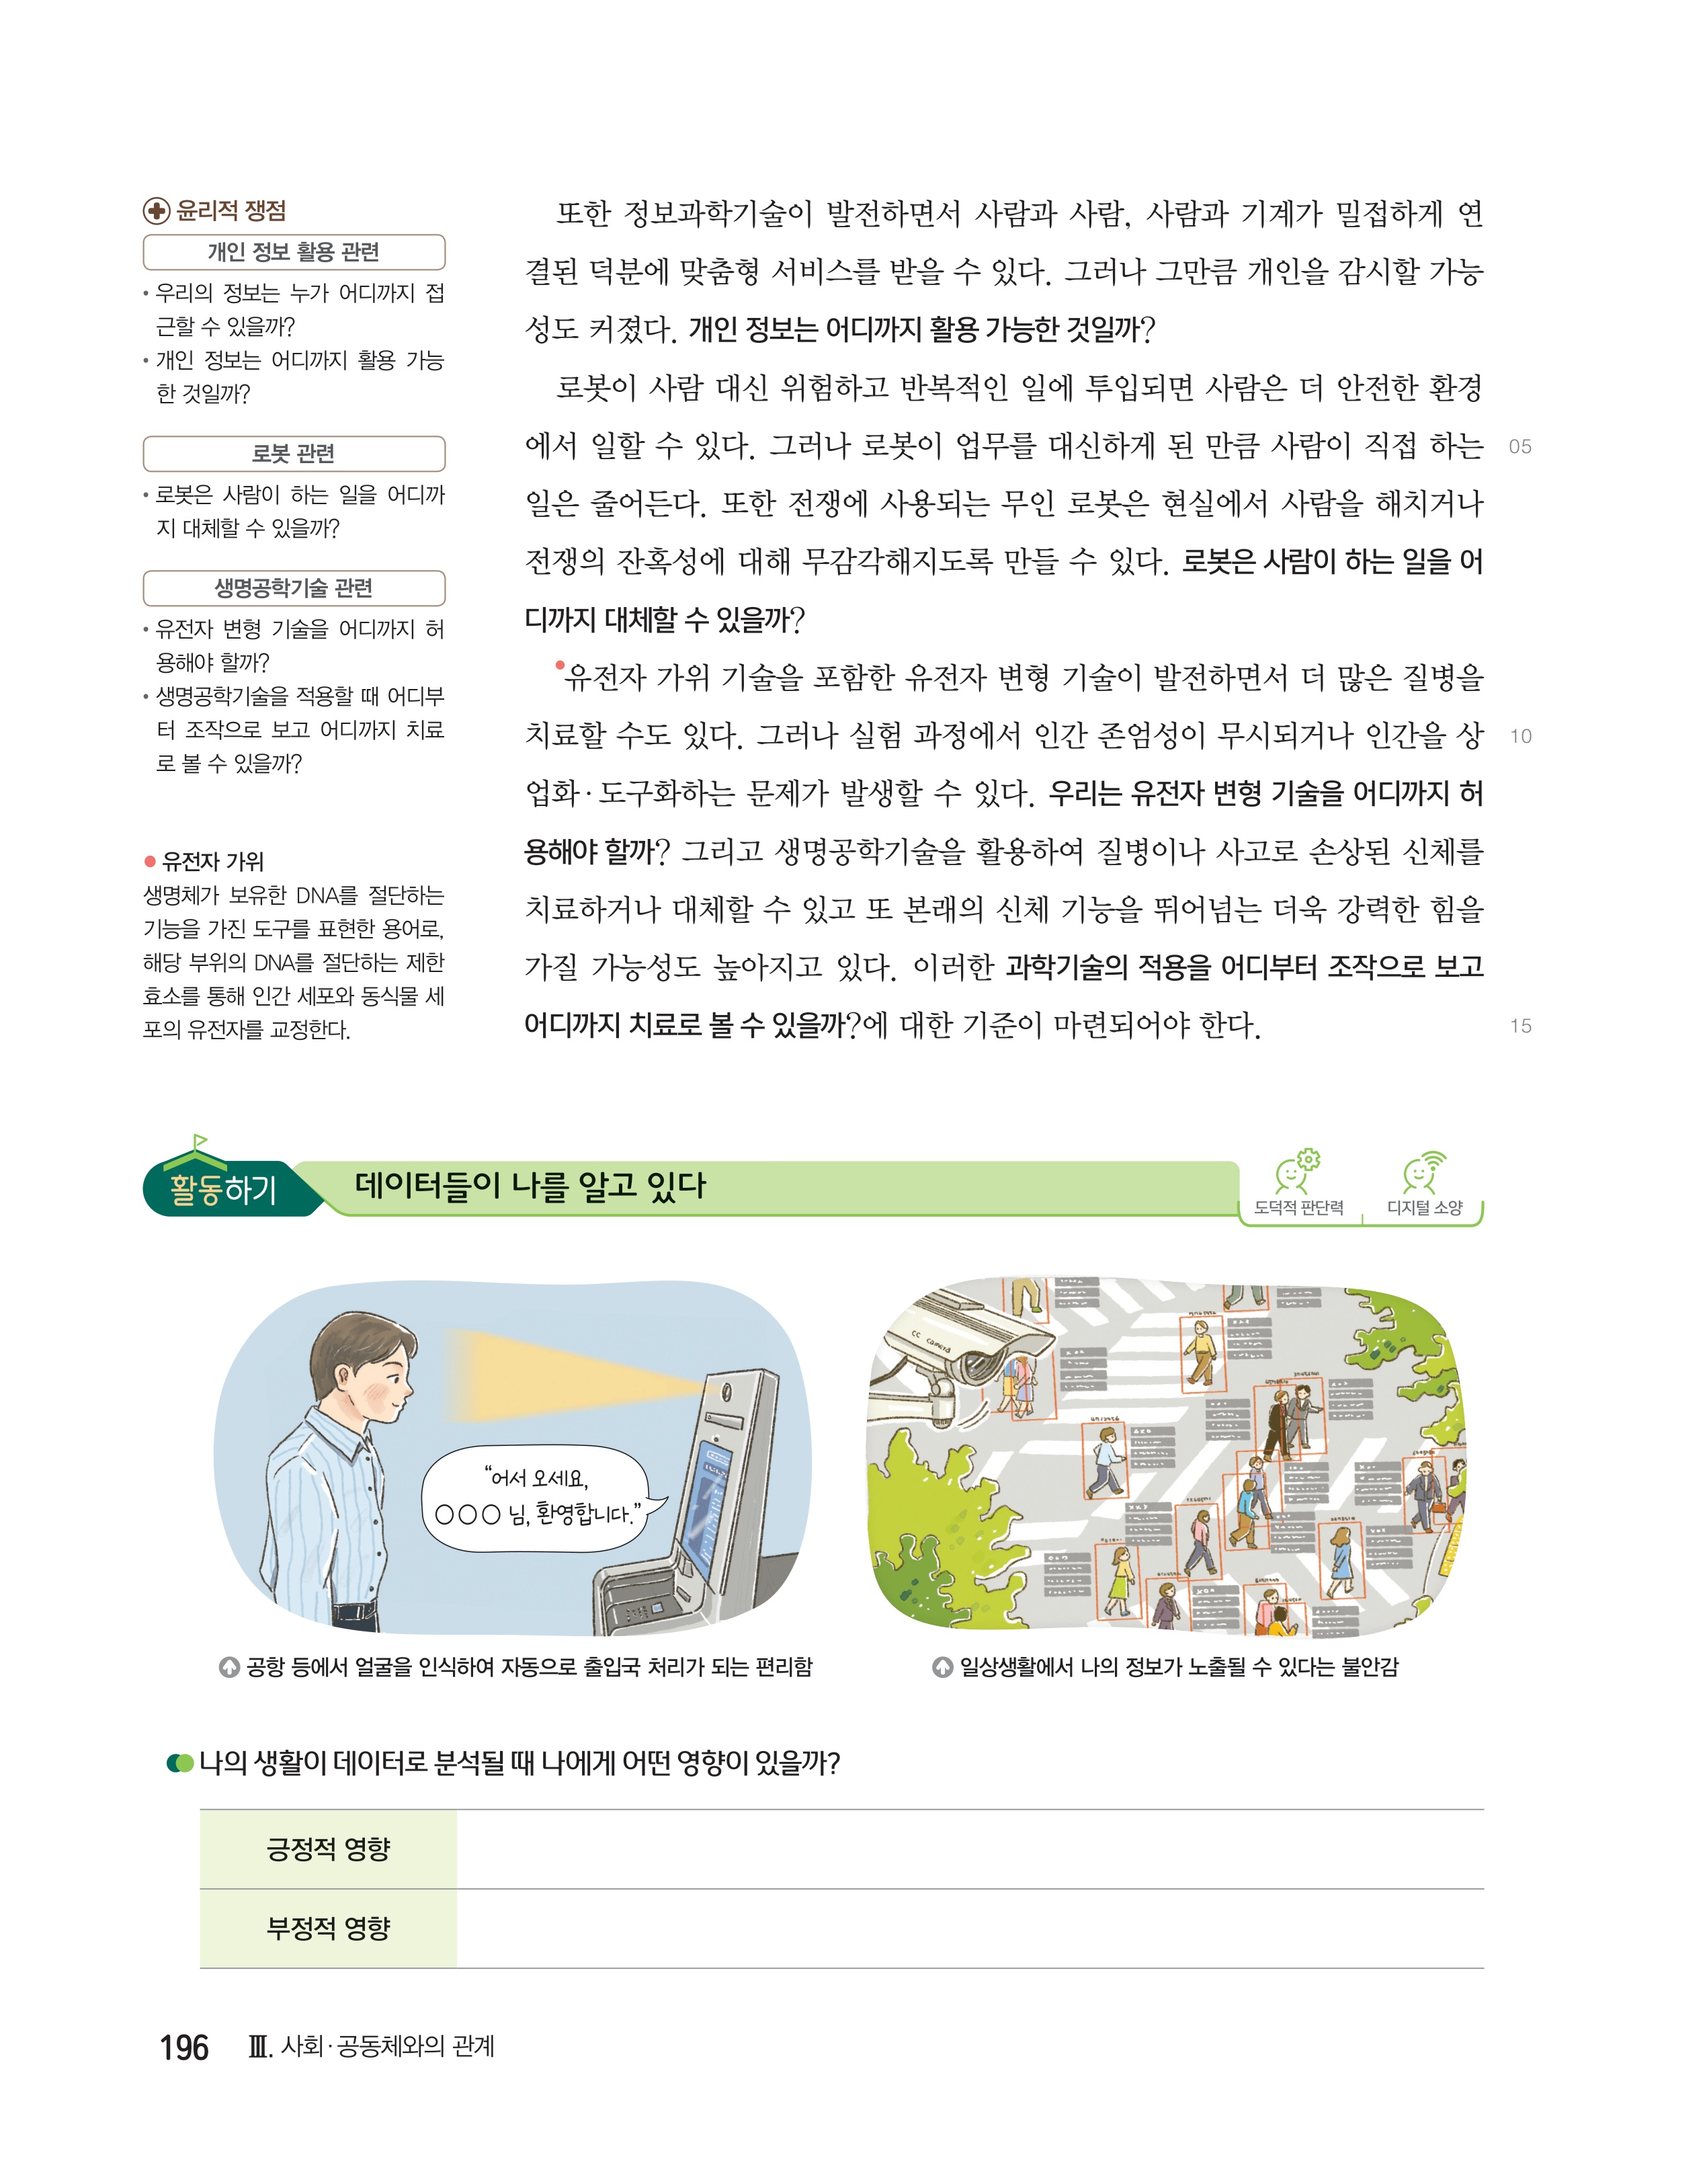 윤리적 쟁점
개인 정보 활용 관련
• 우리의 정보는 누가 어디까지 접
근할 수 있을까?
• 개인 정보는 어디까지 활용 가능
한 것일까?
로봇 관련
• 로봇은 사람이 하는 일을 어디까
지 대체할 수 있을까?
생명공학기술 관련
• 유전자 변형 기술을 어디까지 허
용해야 할까?
• 생명공학기술을 적용할 때 어디부
터 조작으로 보고 어디까지 치료
로 볼 수 있을까?
● 유전자 가위
생명체가 보유한 DNA를 절단하는
기능을 가진 도구를 표현한 용어로,
해당 부위의 DNA를 절단하는 제한
효소를 통해 인간 세포와 동식물 세
포의 유전자를 교정한다.
또한 정보과학기술이 발전하면서 사람과 사람, 사람과 기계가 밀접하게 연
결된 덕분에 맞춤형 서비스를 받을 수 있다. 그러나 그만큼 개인을 감시할 가능
성도 커졌다. 개인 정보는 어디까지 활용 가능한 것일까?
로봇이 사람 대신 위험하고 반복적인 일에 투입되면 사람은 더 안전한 환경
에서 일할 수 있다. 그러나 로봇이 업무를 대신하게 된 만큼 사람이 직접 하는 05
일은 줄어든다. 또한 전쟁에 사용되는 무인 로봇은 현실에서 사람을 해치거나
전쟁의 잔혹성에 대해 무감각해지도록 만들 수 있다. 로봇은 사람이 하는 일을 어
디까지 대체할 수 있을까?
●유전자 가위 기술을 포함한 유전자 변형 기술이 발전하면서 더 많은 질병을
치료할 수도 있다. 그러나 실험 과정에서 인간 존엄성이 무시되거나 인간을 상 10
업화·도구화하는 문제가 발생할 수 있다. 우리는 유전자 변형 기술을 어디까지 허
용해야 할까? 그리고 생명공학기술을 활용하여 질병이나 사고로 손상된 신체를
치료하거나 대체할 수 있고 또 본래의 신체 기능을 뛰어넘는 더욱 강력한 힘을
가질 가능성도 높아지고 있다. 이러한 과학기술의 적용을 어디부터 조작으로 보고
어디까지 치료로 볼 수 있을까?에 대한 기준이 마련되어야 한다. 15
활동하기
데이터들이 나를 알고 있다
도덕적 판단력
디지털 소양
“어서 오세요,
○○○ 님, 환영합니다.”
CC camera
공항 등에서 얼굴을 인식하여 자동으로 출입국 처리가 되는 편리함
일상생활에서 나의 정보가 노출될 수 있다는 불안감
나의 생활이 데이터로 분석될 때 나에게 어떤 영향이 있을까?
긍정적 영향
부정적 영향
196 Ⅲ. 사회·공동체와의 관계